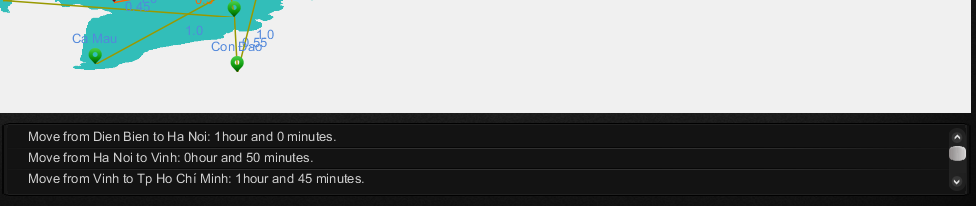 0.45
1.0
1.0
Cà Mau
Con Đao
0.55
Move from Dien Bien to Ha Noi: 1hour and 0 minutes.
Move from Ha Noi to Vinh: 0hour and 50 minutes.
Move from Vinh to Tp Ho Chí Minh: 1hour and 45 minutes.